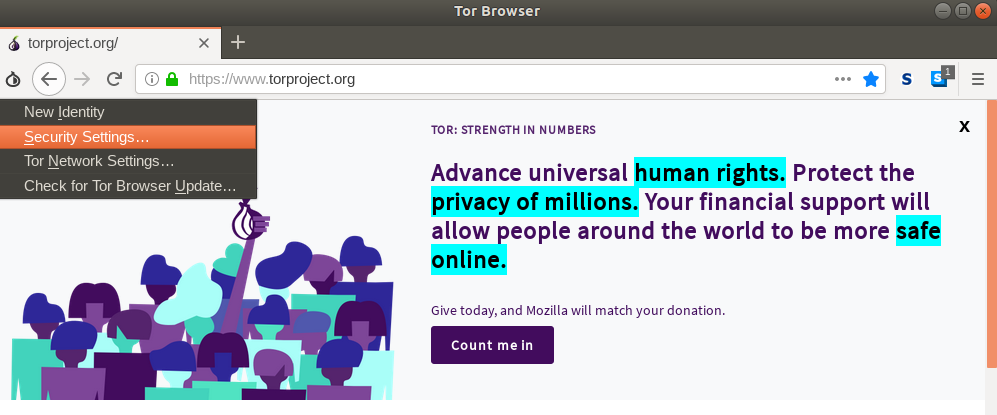 Tor Browser
torproject.org/
https://www.torproject.org
S
S
1
New Identity
Security Settings…
Tor Network Settings…
Check for Tor Browser Update…
TOR: STRENGTH IN NUMBERS
X
Advance universal human rights. Protect the
privacy of millions. Your financial support will
allow people around the world to be more safe
online.
Give today, and Mozilla will match your donation.
Count me in